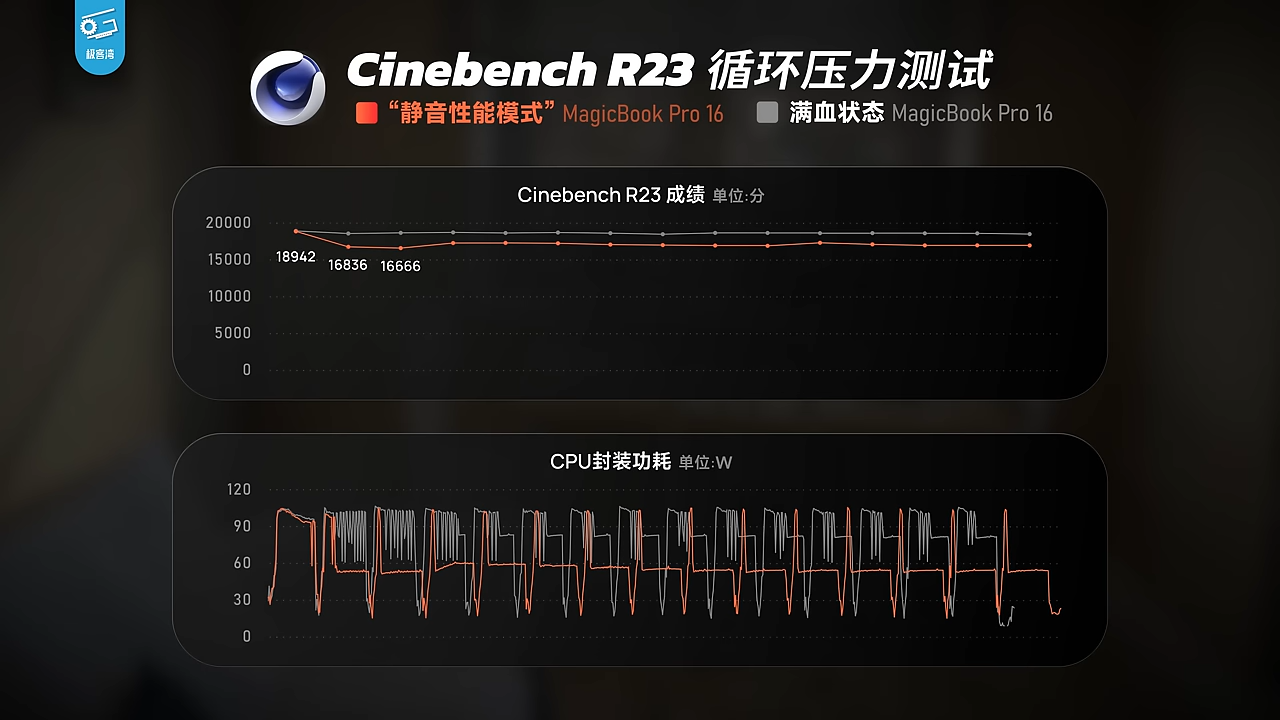 极客湾
Cinebench R23 循环压力测试
“静音性能模式” MagicBook Pro 16 满血状态 MagicBook Pro 16
Cinebench R23 成绩 单位:分
20000
15000
10000
5000
0
18942
16836
16666
CPU封装功耗 单位:W
120
90
60
30
0